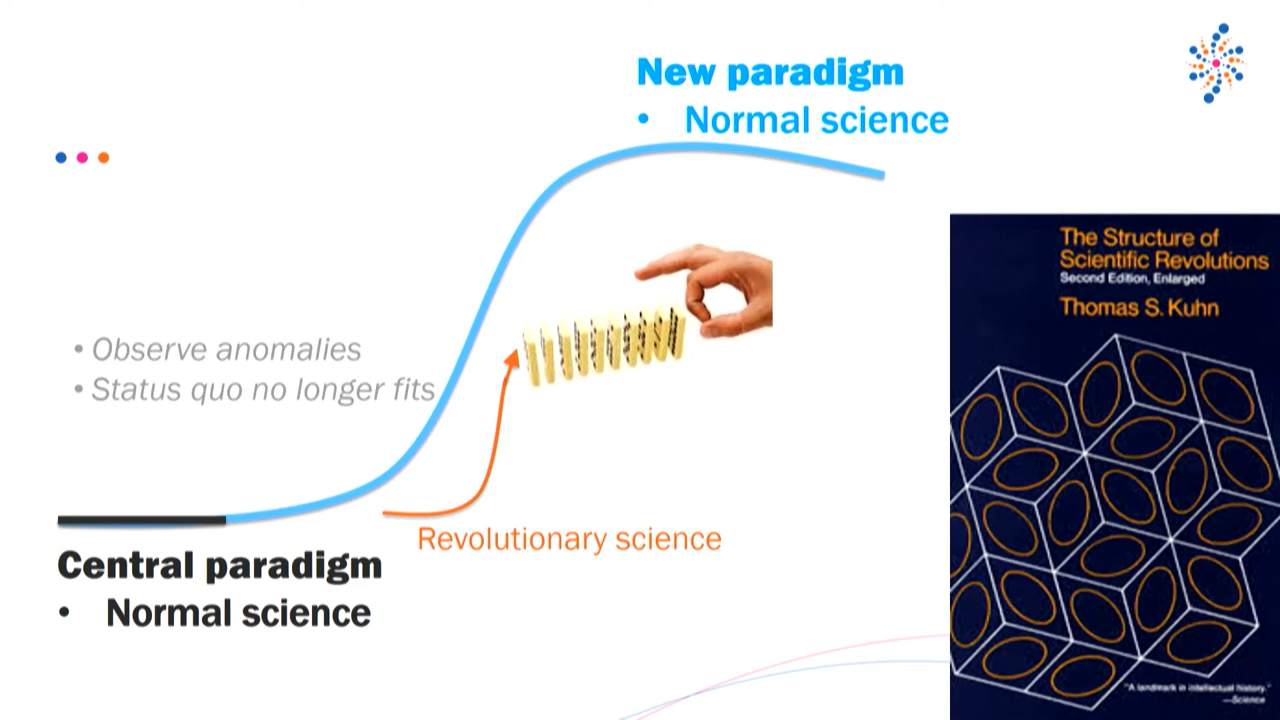 New paradigm
• Normal science
• Observe anomalies
• Status quo no longer fits
Revolutionary science
Central paradigm
• Normal science
The Structure of
Scientific Revolutions
Second Edition, Enlarged
Thomas S. Kuhn
"A landmark in intellectual history."
—Science